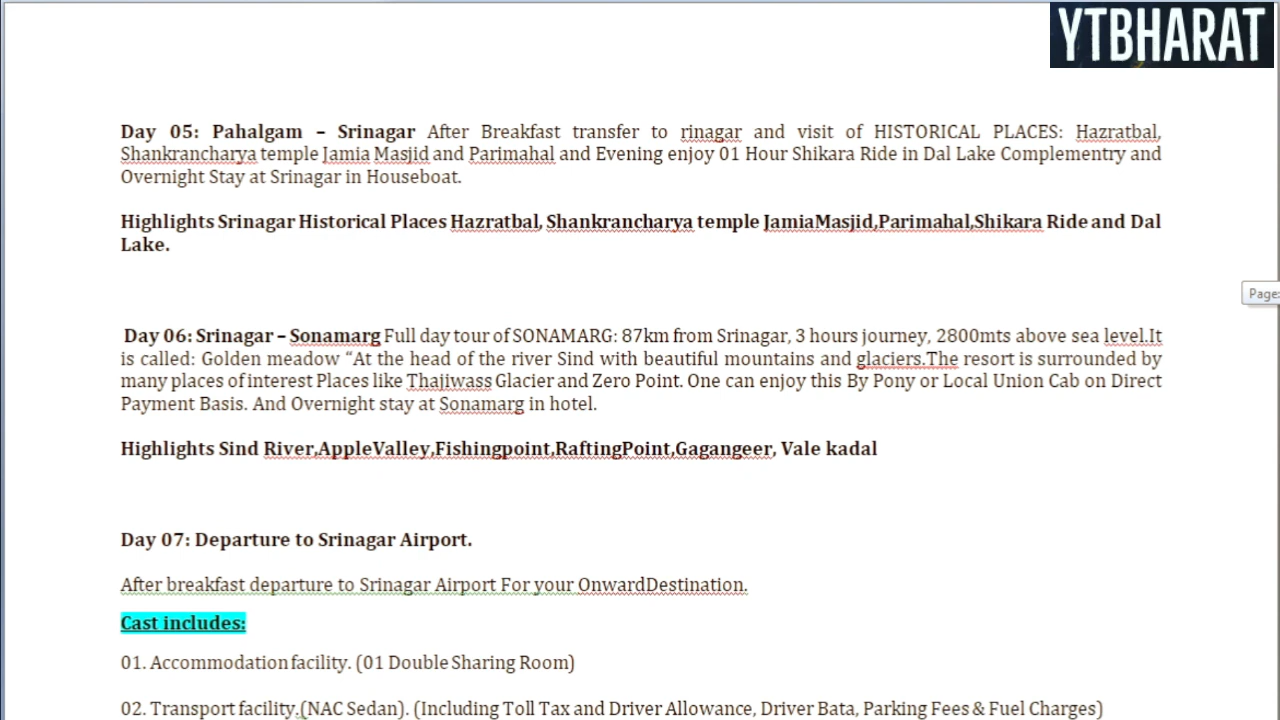 YTBHARAT
Day 05: Pahalgam – Srinagar After Breakfast transfer to rinagar and visit of HISTORICAL PLACES: Hazratbal,
Shankrancharya temple Jamia Masjid and Parimahal and Evening enjoy 01 Hour Shikara Ride in Dal Lake Complementry and
Overnight Stay at Srinagar in Houseboat.
Highlights Srinagar Historical Places Hazratbal, Shankrancharya temple JamiaMasjid,Parimahal,Shikara Ride and Dal
Lake.
Page:
Day 06: Srinagar – Sonamarg Full day tour of SONAMARG: 87km from Srinagar, 3 hours journey, 2800mts above sea level.It
is called: Golden meadow “At the head of the river Sind with beautiful mountains and glaciers.The resort is surrounded by
many places of interest Places like Thajiwass Glacier and Zero Point. One can enjoy this By Pony or Local Union Cab on Direct
Payment Basis. And Overnight stay at Sonamarg in hotel.
Highlights Sind River,AppleValley,Fishingpoint,RaftingPoint,Gagangeer, Vale kadal
Day 07: Departure to Srinagar Airport.
After breakfast departure to Srinagar Airport For your OnwardDestination.
Cast includes:
01. Accommodation facility. (01 Double Sharing Room)
02. Transport facility.(NAC Sedan). (Including Toll Tax and Driver Allowance, Driver Bata, Parking Fees & Fuel Charges)